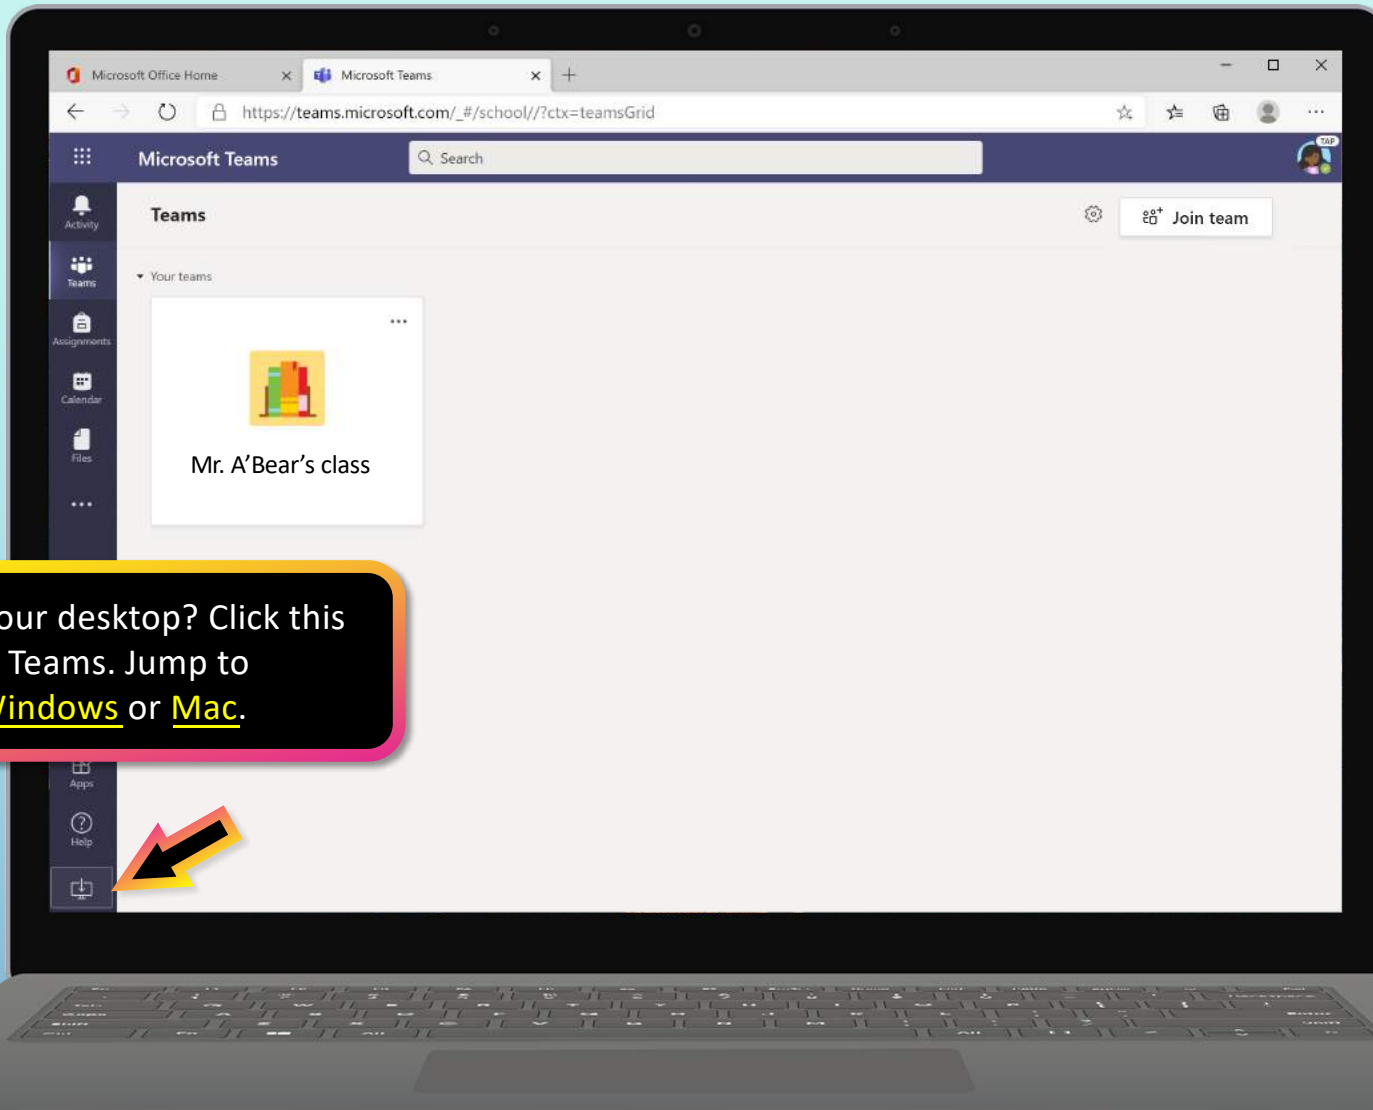 Microsoft Office Home
Microsoft Teams
https://teams.microsoft.com/_#/school//?ctx=teamsGrid
Microsoft Teams
Search
TAP
Activity
Teams
Join team
Teams
Your teams
Assignments
Calendar
Files
Mr. A’Bear’s class
our desktop? Click this
Teams. Jump to
Windows or Mac.
Apps
Help